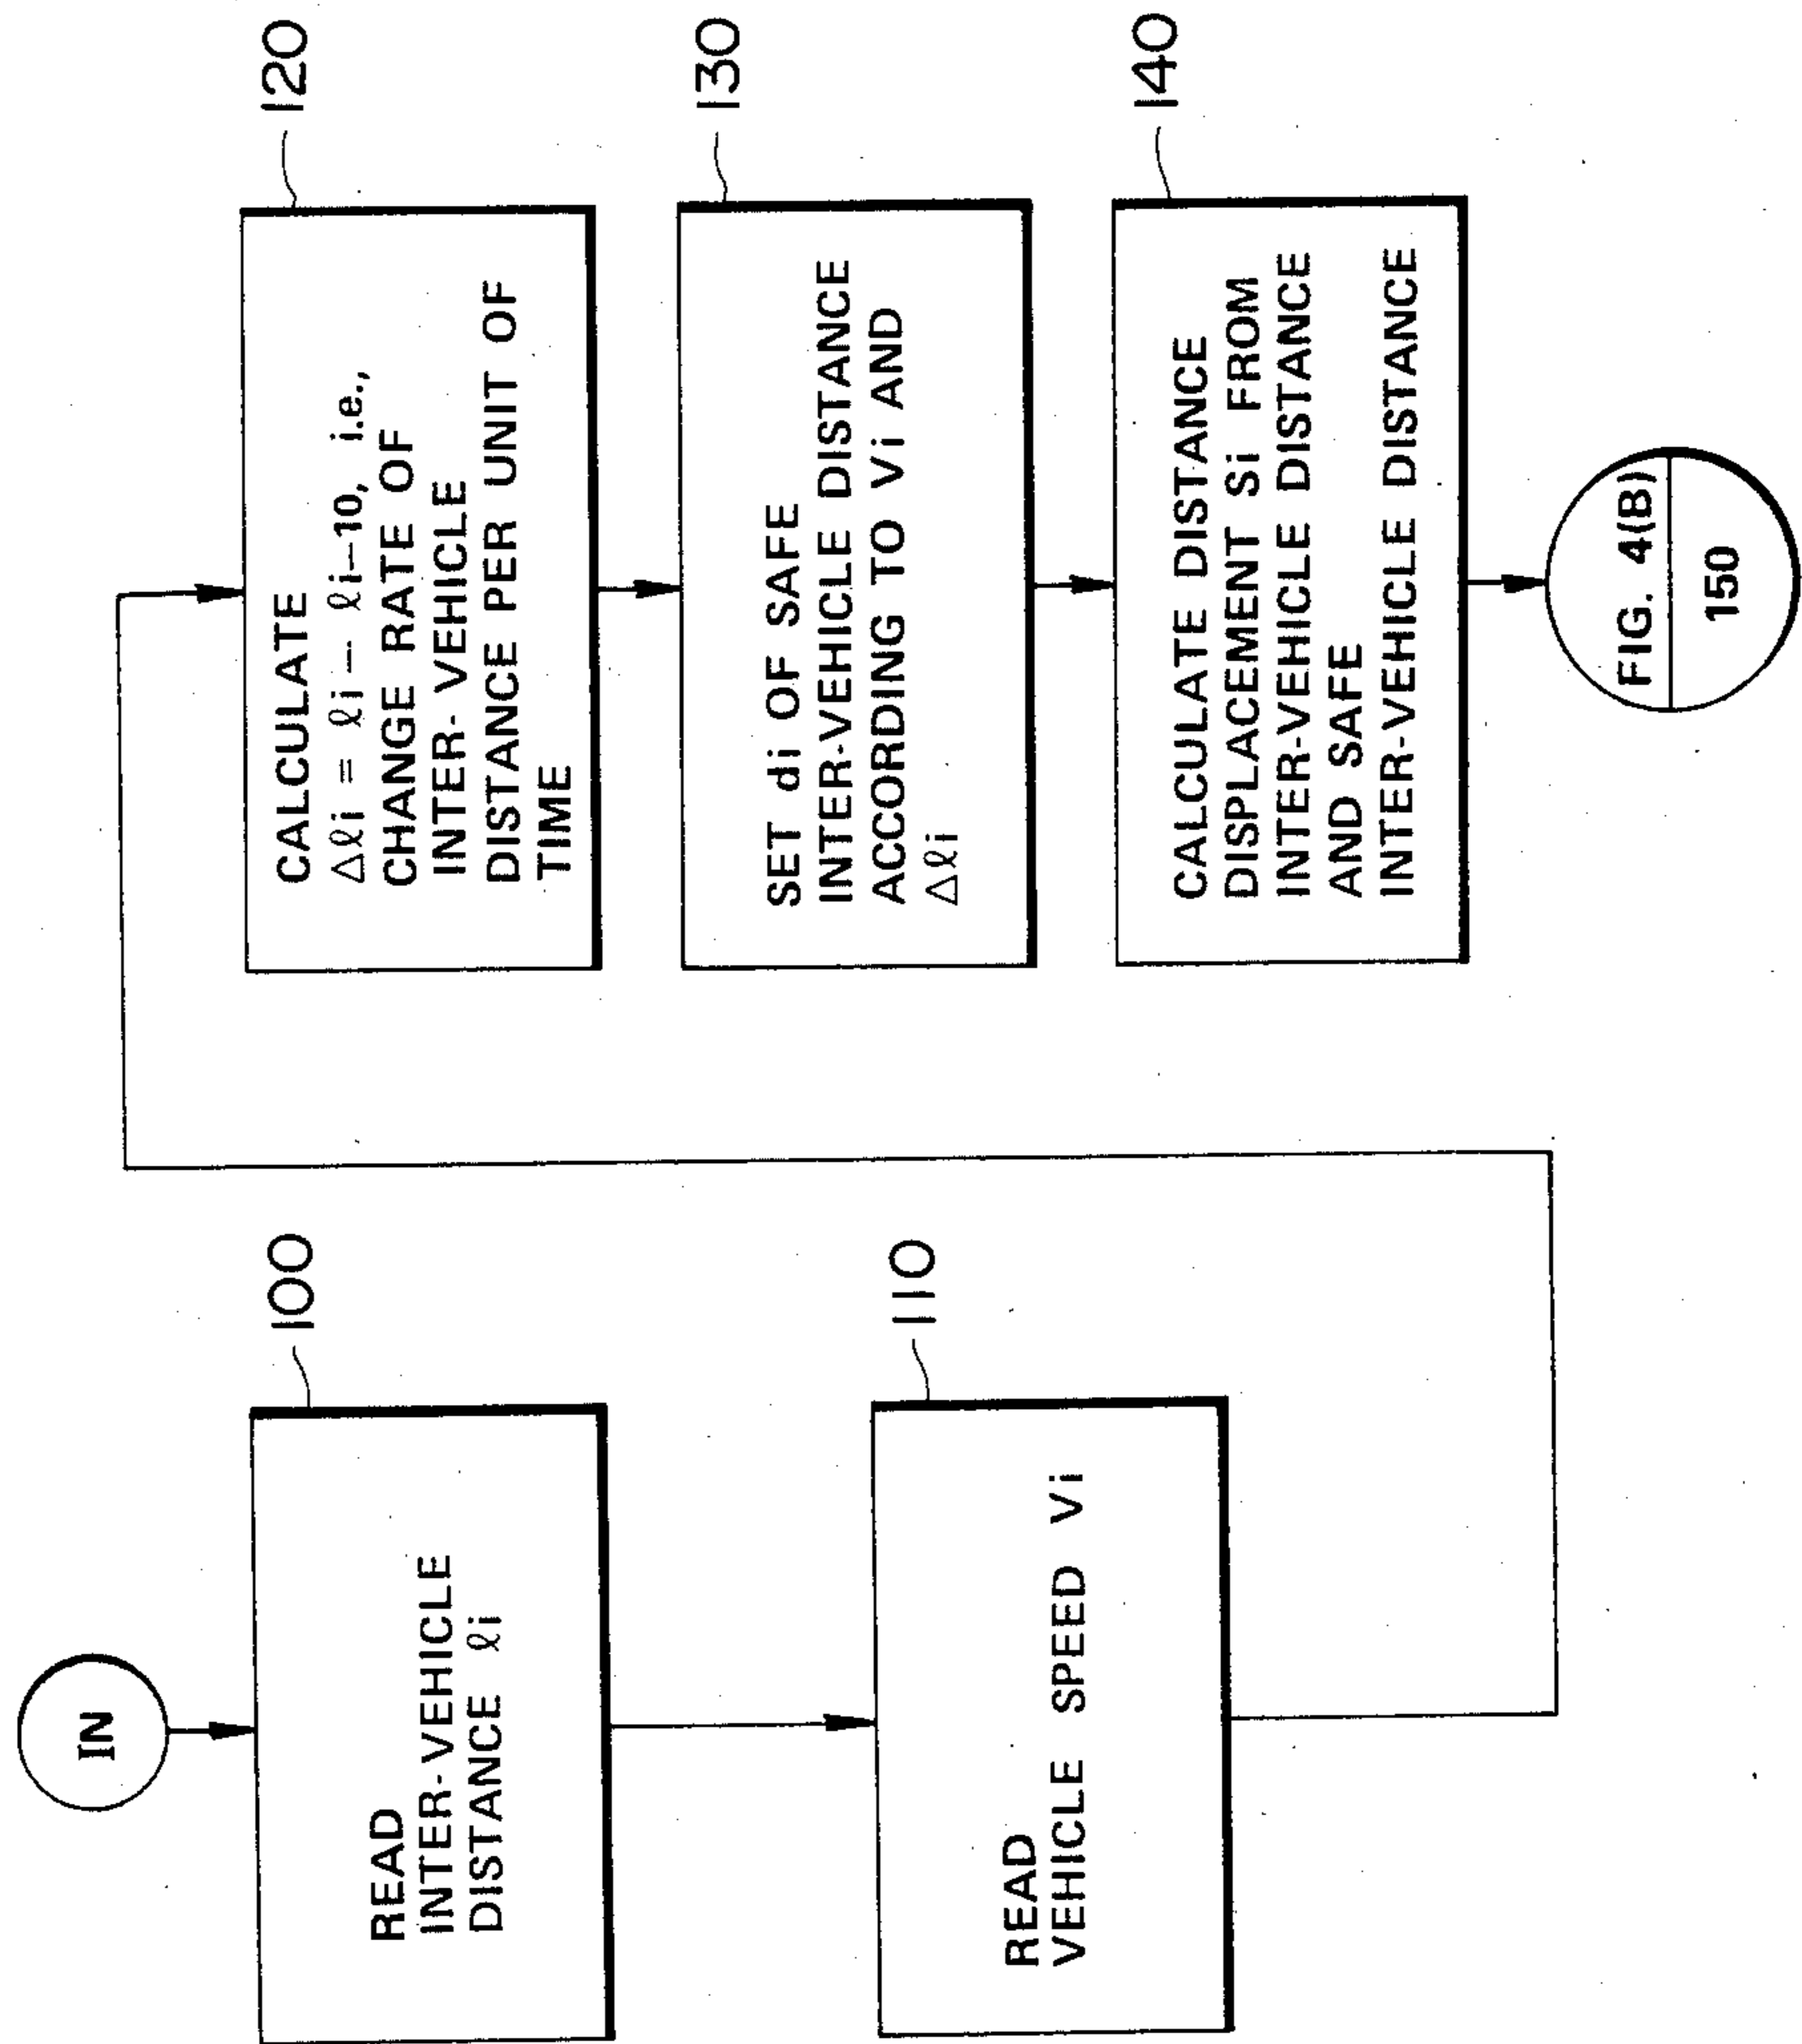 IN
100
READ
INTER-VEHICLE
DISTANCE ℓi
110
READ
VEHICLE SPEED Vi
120
CALCULATE
Δℓi = ℓi — ℓi—10, i.e.,
CHANGE RATE OF
INTER-VEHICLE
DISTANCE PER UNIT OF
TIME
130
SET di OF SAFE
INTER-VEHICLE DISTANCE
ACCORDING TO Vi AND
Δℓi
140
CALCULATE DISTANCE
DISPLACEMENT Si FROM
INTER-VEHICLE DISTANCE
AND SAFE
INTER-VEHICLE DISTANCE
FIG. 4(B)
150